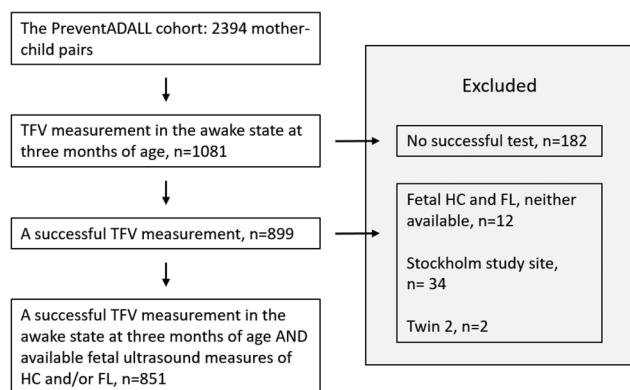 The PreventADALL cohort: 2394 mother-
child pairs
TFV measurement in the awake state at
three months of age, n=1081
A successful TFV measurement, n=899
A successful TFV measurement in the
awake state at three months of age AND
available fetal ultrasound measures of
HC and/or FL, n=851
Excluded
No successful test, n=182
Fetal HC and FL, neither
available, n=12
Stockholm study site,
n= 34
Twin 2, n=2